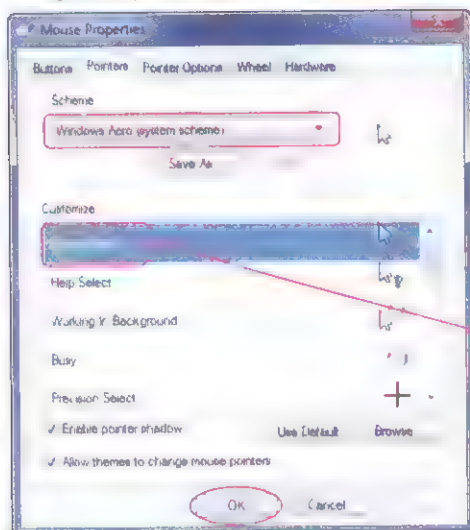 Mouse Properties
Buttons Pointers Pointer Options Wheel Hardware
Scheme
Windows Aero (system scheme)
Save As
Customize
Help Select
Working In Background
Busy
Precision Select
✓ Enable pointer shadow Use Default Browse
✓ Allow themes to change mouse pointers
OK Cancel